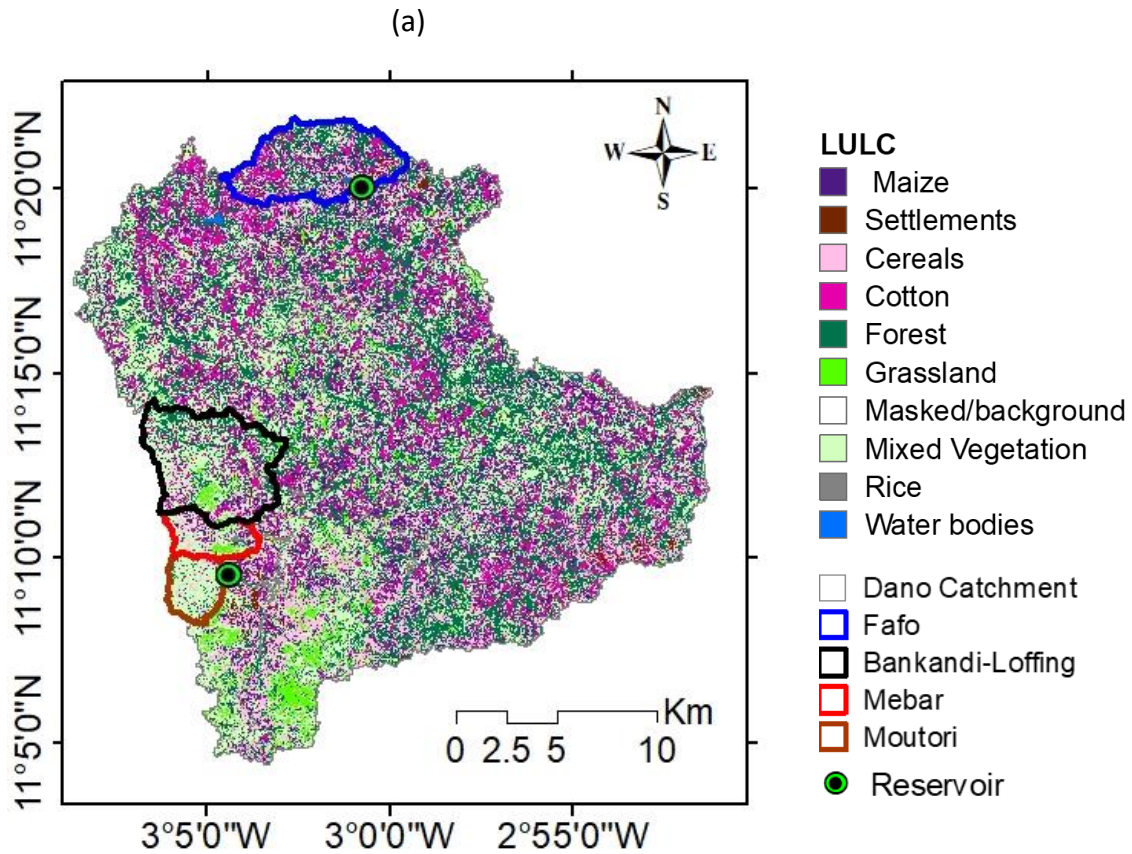 (a)
N
W E
S
11°20'0"N
11°15'0"N
11°10'0"N
11°5'0"N
3°5'0"W 3°0'0"W 2°55'0"W
Km
0 2.5 5 10
LULC
Maize
Settlements
Cereals
Cotton
Forest
Grassland
Masked/background
Mixed Vegetation
Rice
Water bodies
Dano Catchment
Fafo
Bankandi-Loffing
Mebar
Moutori
Reservoir